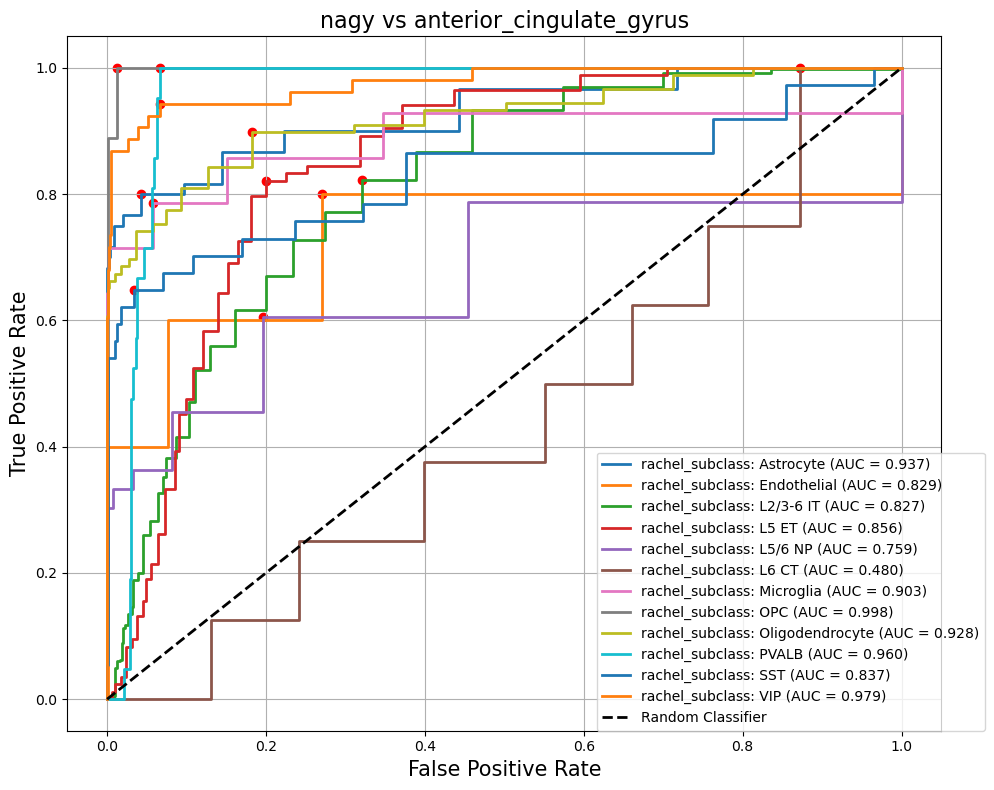 nagy vs anterior_cingulate_gyrus
True Positive Rate
1.0
0.8
0.6
0.4
0.2
0.0
rachel_subclass: Astrocyte (AUC = 0.937)
rachel_subclass: Endothelial (AUC = 0.829)
rachel_subclass: L2/3-6 IT (AUC = 0.827)
rachel_subclass: L5 ET (AUC = 0.856)
rachel_subclass: L5/6 NP (AUC = 0.759)
rachel_subclass: L6 CT (AUC = 0.480)
rachel_subclass: Microglia (AUC = 0.903)
rachel_subclass: OPC (AUC = 0.998)
rachel_subclass: Oligodendrocyte (AUC = 0.928)
rachel_subclass: PVALB (AUC = 0.960)
rachel_subclass: SST (AUC = 0.837)
rachel_subclass: VIP (AUC = 0.979)
Random Classifier
0.0 0.2 0.4 0.6 0.8 1.0
False Positive Rate